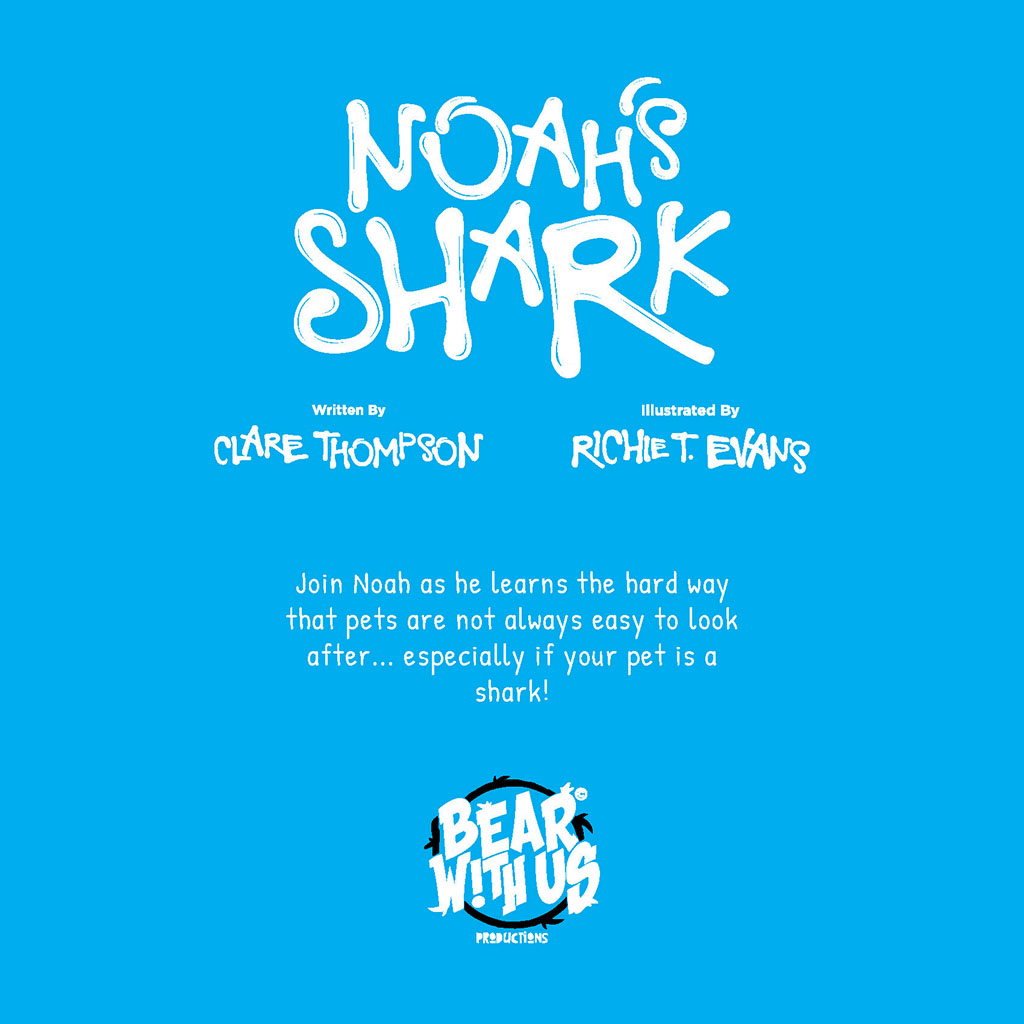 NOAH'S
SHARK
Written By
CLARE THOMPSON
Illustrated By
RICHIE T. EVANS
Join Noah as he learns the hard way
that pets are not always easy to look
after... especially if your pet is a
shark!
BEAR
W!TH US
PRODUCTIONS